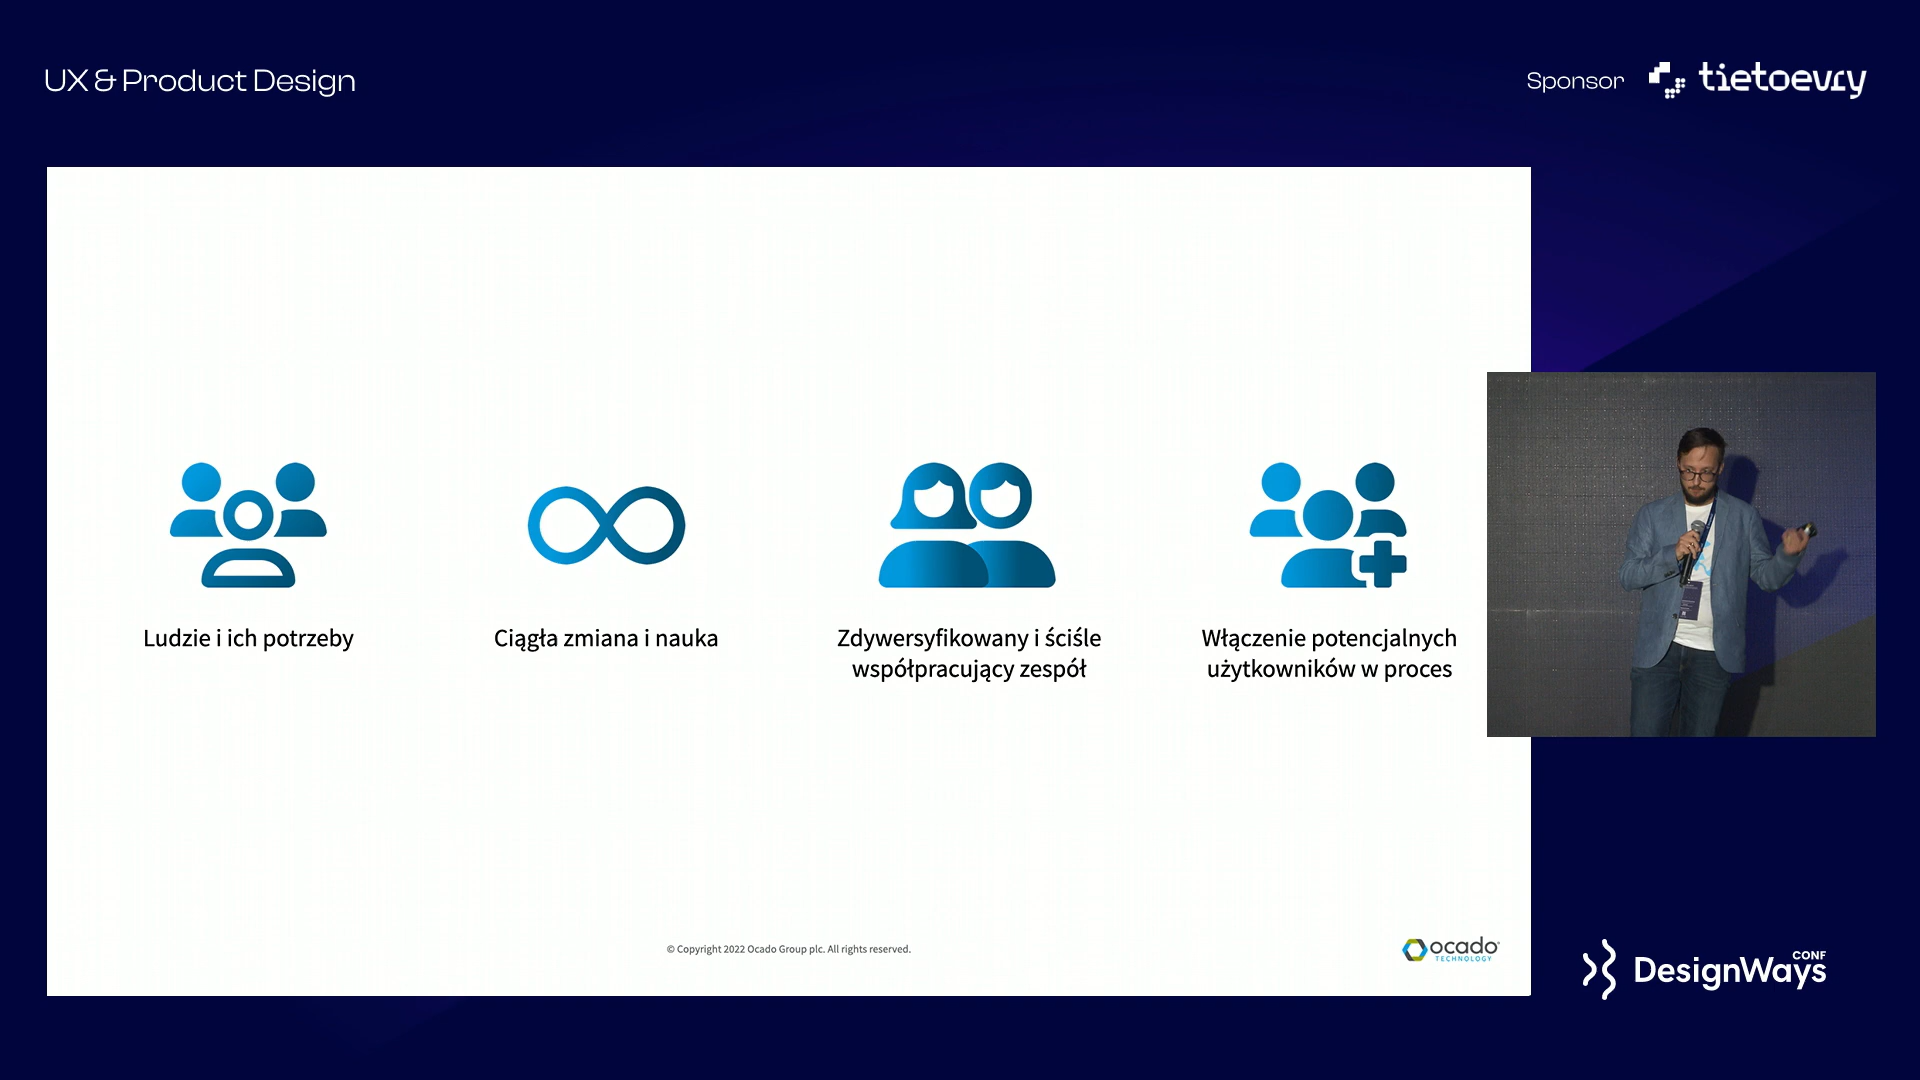 UX & Product Design
Sponsor tietoevry
Ludzie i ich potrzeby
Ciągła zmiana i nauka
Zdywersyfikowany i ściśle
współpracujący zespół
Włączenie potencjalnych
użytkowników w proces
© Copyright 2022 Ocado Group plc. All rights reserved.
ocado
TECHNOLOGY
DesignWays CONF